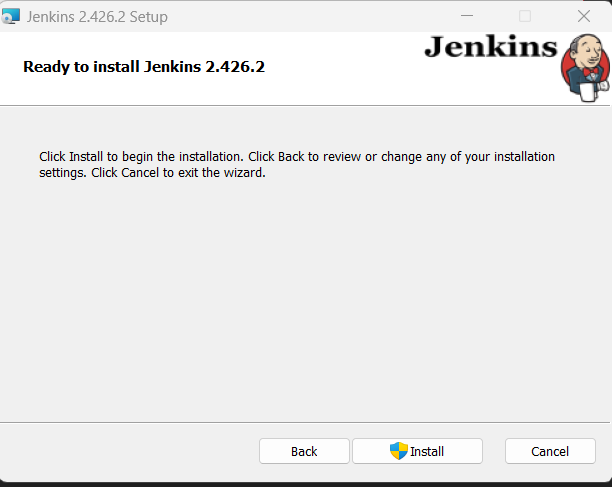 Jenkins 2.426.2 Setup
Jenkins
Ready to install Jenkins 2.426.2
Click Install to begin the installation. Click Back to review or change any of your installation
settings. Click Cancel to exit the wizard.
Back
Install
Cancel